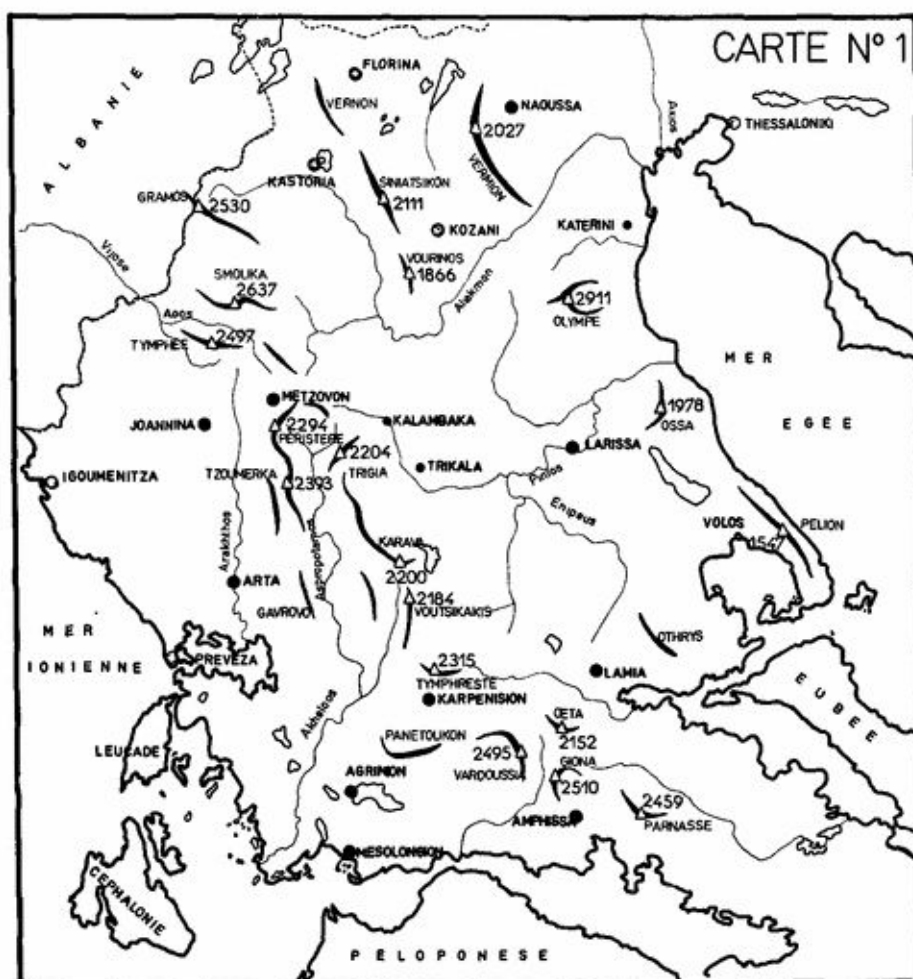 CARTE N° 1
ALBANIE
FLORINA
VERNON
NAOUSSA
2027
VERMION
Axios
THESSALONIKI
KASTORIA
SINIATSIKON
2111
GRAMOS
2530
KOZANI
KATERINI
Vijose
VOURINOS
1866
SMOLIKA
2637
Aliakmon
2911
OLYMPE
Aoos
2497
TYMPHEE
MER
EGEE
METZOVON
1978
OSSA
JOANNINA
2294
PERISTERE
KALAMBAKA
2204
TRIGIA
LARISSA
TRIKALA
Pinios
IGOUMENITZA
TZOUMERKA
2393
Enipeus
Arakhthos
Aspropotamos
VOLOS
PELION
1547
KARAVA
2200
ARTA
2184
VOUTSIKAKIS
GAVROVO
MER
IONIENNE
PREVEZA
OTHRYS
2315
TYMPHRESTE
LAMIA
KARPENISION
EUBEE
Akheloos
OETA
2152
LEUCADE
PANETOLIKON
2495
VARDOUSSIA
GIONA
2510
AGRINION
2459
PARNASSE
AMPHISSA
MESOLONGION
CEPHALONIE
PELOPONESE